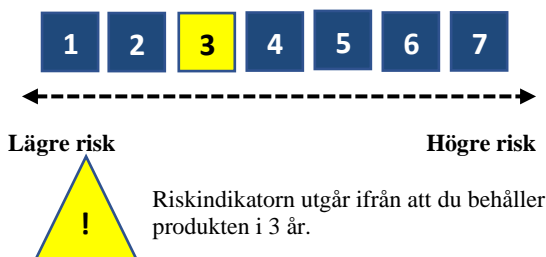 1 2 3 4 5 6 7
Lägre risk Högre risk
Riskindikatorn utgår ifrån att du behåller
! produkten i 3 år.